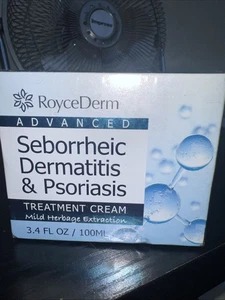 RoyceDerm
ADVANCED
Seborrheic
Dermatitis
& Psoriasis
TREATMENT CREAM
Mild Herbage Extraction
3.4 FL OZ / 100ML